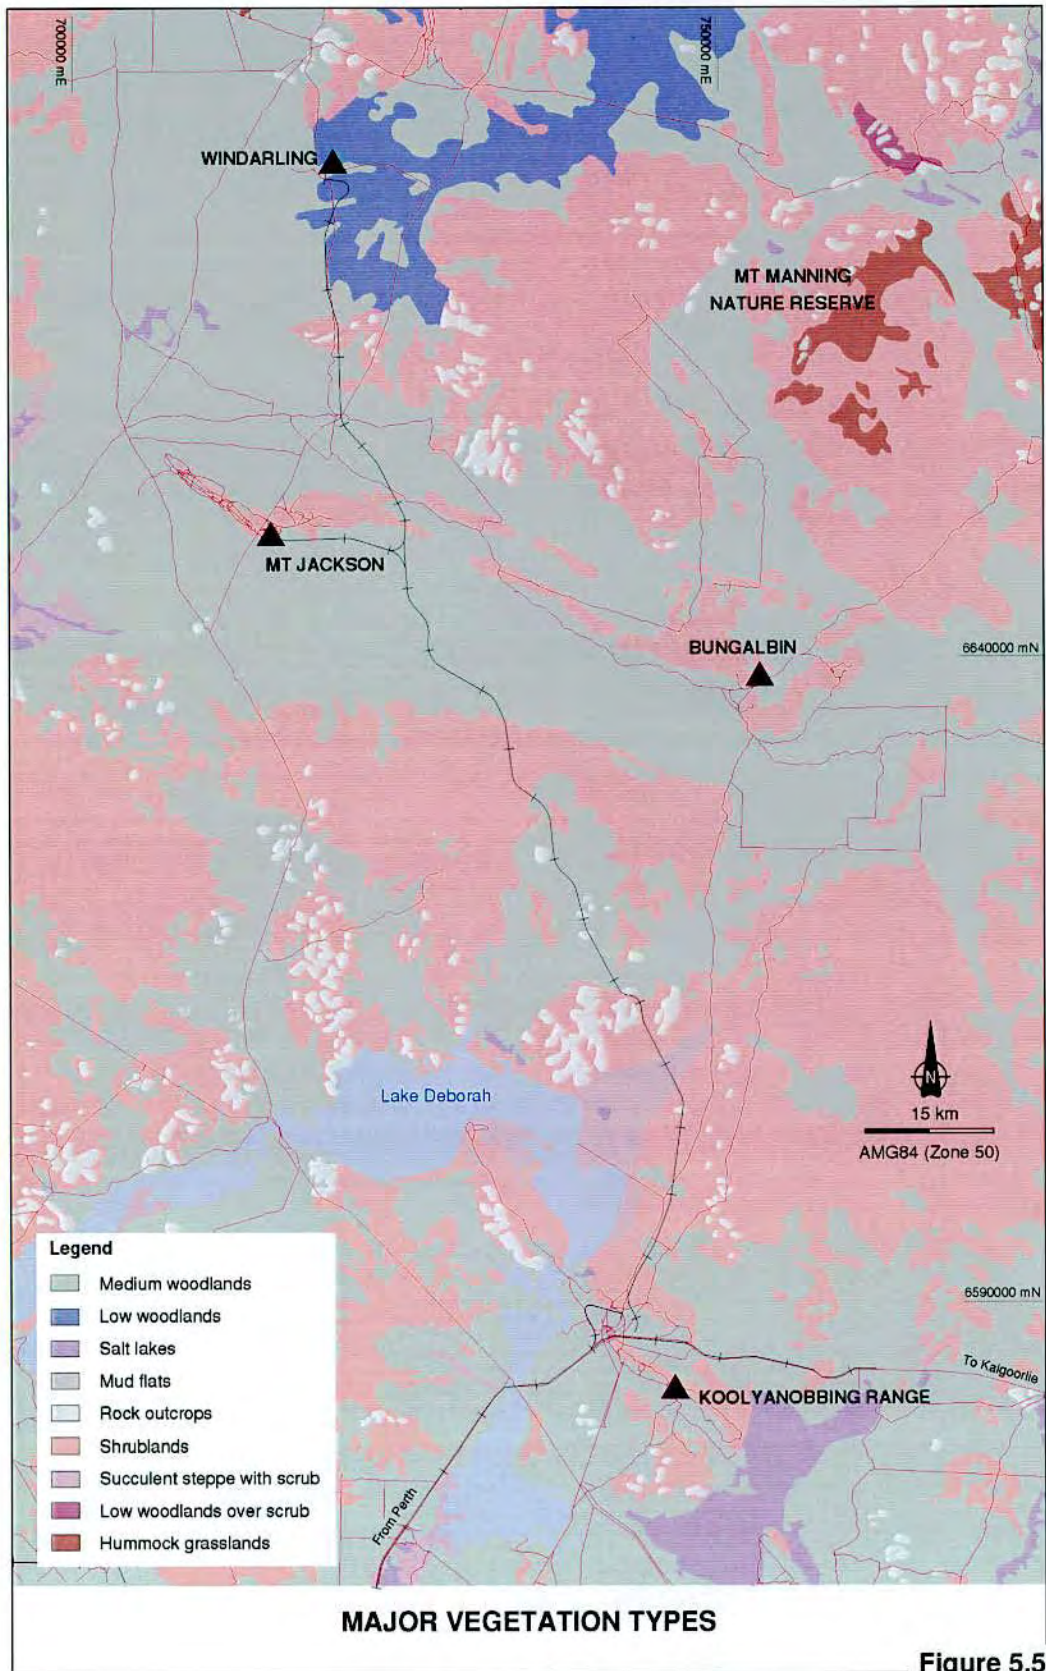 700000 mE
750000 mE
WINDARLING
MT MANNING
NATURE RESERVE
MT JACKSON
BUNGALBIN
6640000 mN
Lake Deborah
N
15 km
AMG84 (Zone 50)
Legend
Medium woodlands
Low woodlands
Salt lakes
Mud flats
Rock outcrops
Shrublands
Succulent steppe with scrub
Low woodlands over scrub
Hummock grasslands
6590000 mN
To Kalgoorlie
KOOLYANOBBING RANGE
From Perth
MAJOR VEGETATION TYPES
Figure 5.5